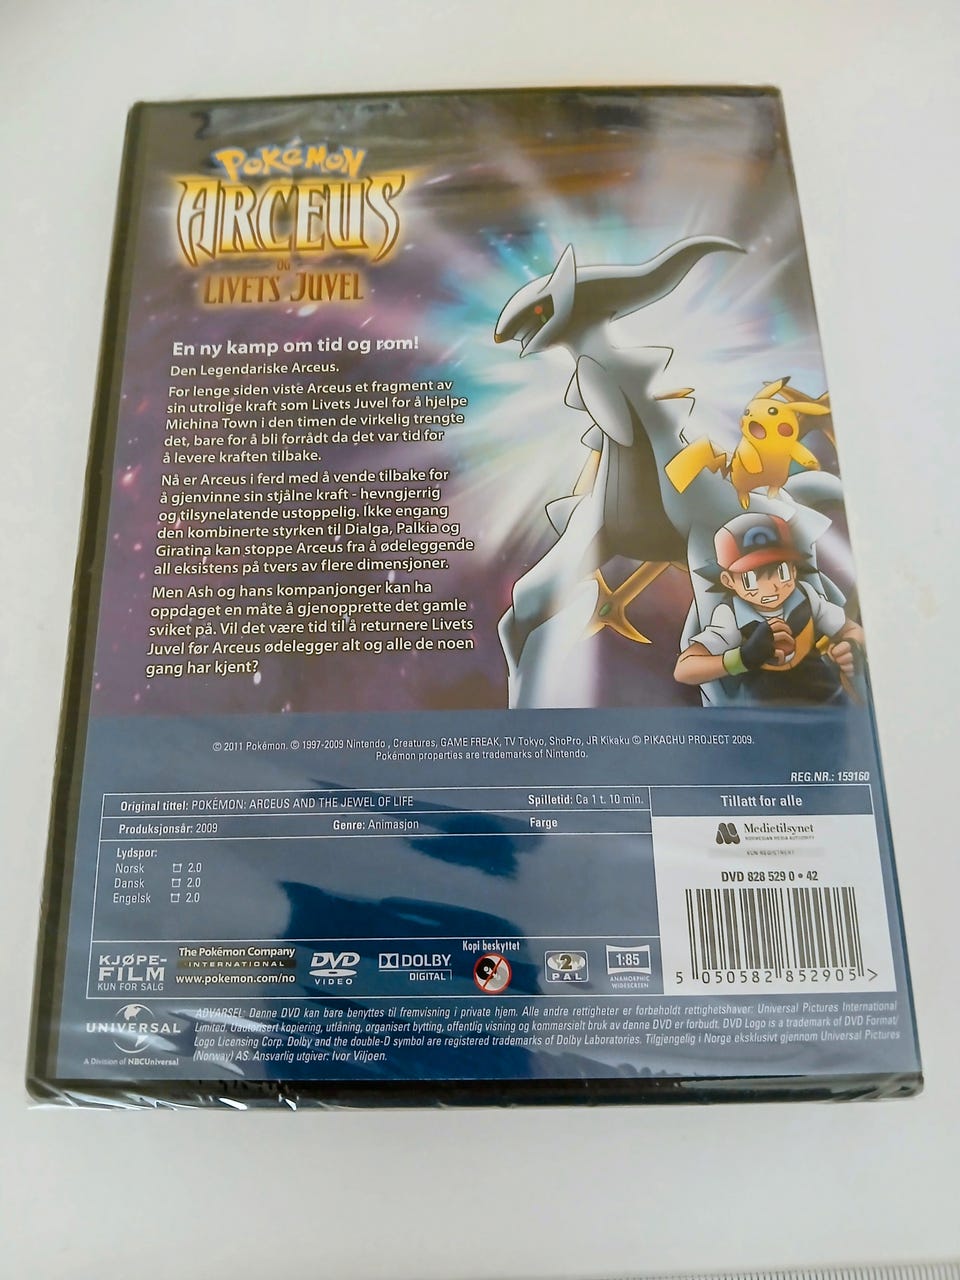 POKéMON
ARCEUS
OG
LIVETS JUVEL
En ny kamp om tid og rom!
Den Legendariske Arceus.
For lenge siden viste Arceus et fragment av
sin utrolige kraft som Livets Juvel for å hjelpe
Michina Town i den timen de virkelig trengte
det, bare for å bli forrådt da det var tid for
å levere kraften tilbake.
Nå er Arceus i ferd med å vende tilbake for
å gjenvinne sin stjålne kraft - hevngjerrig
og tilsynelatende ustoppelig. Ikke engang
den kombinerte styrken til Dialga, Palkia og
Giratina kan stoppe Arceus fra å ødeleggende
all eksistens på tvers av flere dimensjoner.
Men Ash og hans kompanjonger kan ha
oppdaget en måte å gjenopprette det gamle
sviket på. Vil det være tid til å returnere Livets
Juvel før Arceus ødelegger alt og alle de noen
gang har kjent?
© 2011 Pokémon. © 1997-2009 Nintendo , Creatures, GAME FREAK, TV Tokyo, ShoPro, JR Kikaku © PIKACHU PROJECT 2009.
Pokémon properties are trademarks of Nintendo.
REG.NR.: 159160
Original tittel: POKÉMON: ARCEUS AND THE JEWEL OF LIFE
Spilletid: Ca 1 t. 10 min.
Tillatt for alle
Produksjonsår: 2009
Genre: Animasjon
Farge
Medietilsynet
NORWEGIAN MEDIA AUTHORITY
KUN REGISTRERT
Lydspor:
Norsk 2.0
Dansk 2.0
Engelsk 2.0
DVD 828 529 0 • 42
5 050582 852905 >
KJØPE-
FILM
KUN FOR SALG
The Pokémon Company
INTERNATIONAL
www.pokemon.com/no
DVD
VIDEO
DOLBY
DIGITAL
Kopi beskyttet
2
PAL
1:85
ANAMORPHIC
WIDESCREEN
UNIVERSAL
A Division of NBCUniversal
ADVARSEL: Denne DVD kan bare benyttes til fremvisning i privat hjem. Alle andre rettigheter er forbeholdt rettighetshaver: Universal Pictures International
Limited. Uautorisert kopiering, utlåning, organisert bytting, offentlig visning og kommersielt bruk av denne DVD er forbudt. DVD Logo is a trademark of DVD Format/
Logo Licensing Corp. Dolby and the double-D symbol are registered trademarks of Dolby Laboratories. Tilgjengelig i Norge eksklusivt gjennom Universal Pictures
(Norway) AS. Ansvarlig utgiver: Ivor Viljoen.